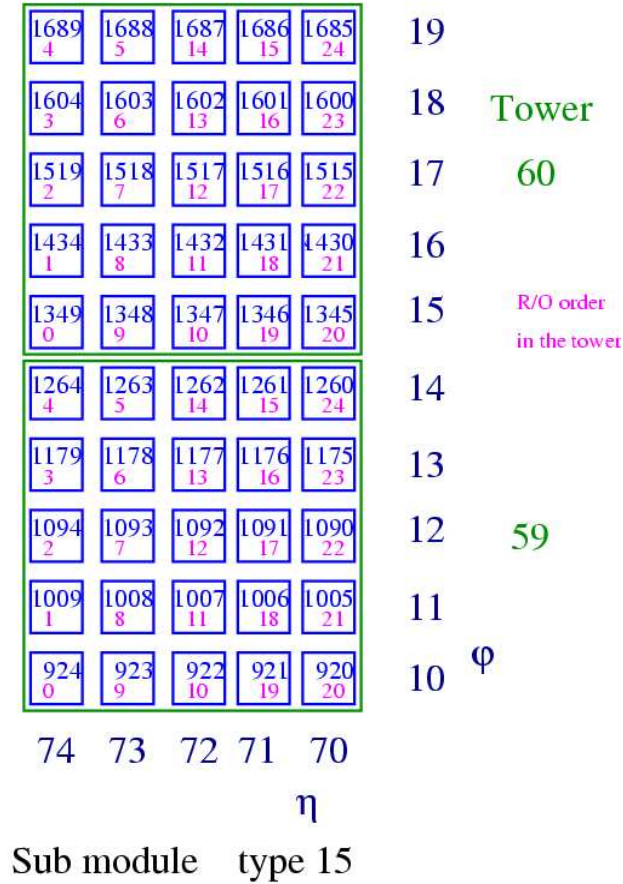 1689 1688 1687 1686 1685 19
4 5 14 15 24
1604 1603 1602 1601 1600 18 Tower
3 6 13 16 23
1519 1518 1517 1516 1515 17 60
2 7 12 17 22
1434 1433 1432 1431 1430 16
1 8 11 18 21
1349 1348 1347 1346 1345 15 R/O order
0 9 10 19 20 in the tower
1264 1263 1262 1261 1260 14
4 5 14 15 24
1179 1178 1177 1176 1175 13
3 6 13 16 23
1094 1093 1092 1091 1090 12 59
2 7 12 17 22
1009 1008 1007 1006 1005 11
1 8 11 18 21
924 923 922 921 920 10 φ
0 9 10 19 20
74 73 72 71 70
η
Sub module type 15